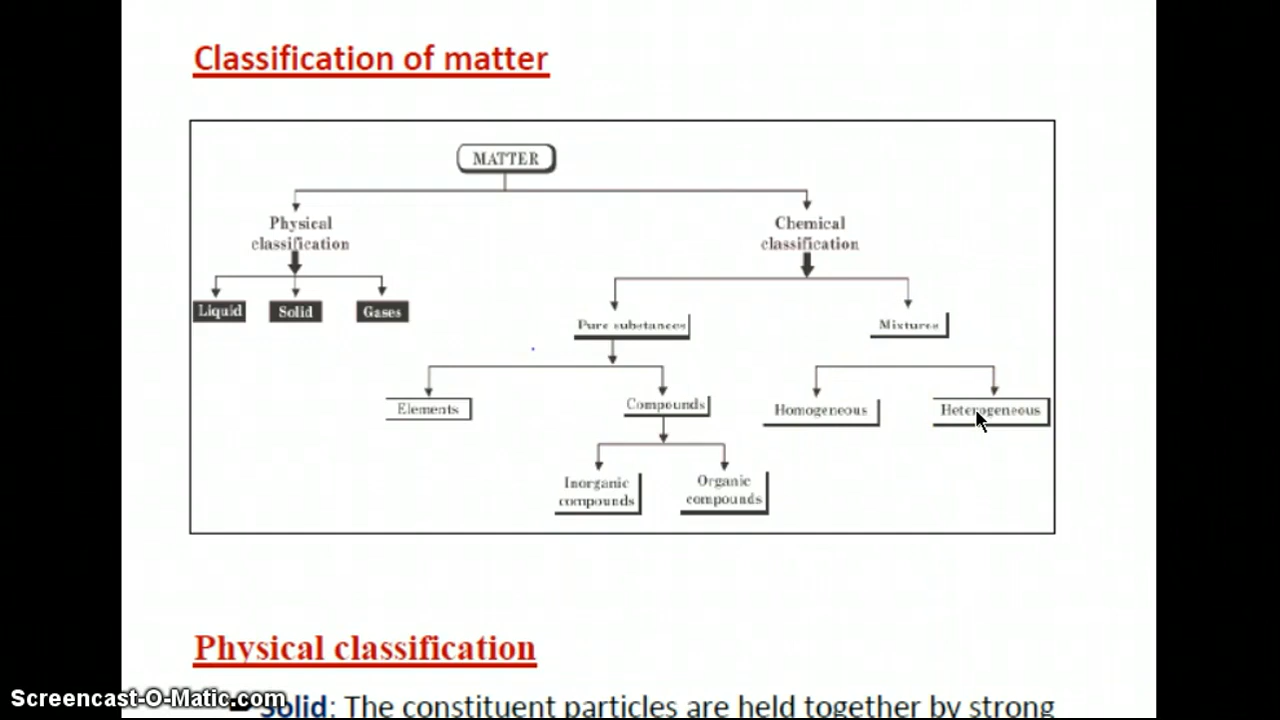 Classification of matter
MATTER
Physical
classification
Chemical
classification
Liquid
Solid
Gases
Pure substances
Mixtures
Elements
Compounds
Homogeneous
Heterogeneous
Inorganic
compounds
Organic
compounds
Physical classification
Solid: The constituent particles are held together by strong
Screencast-O-Matic.com